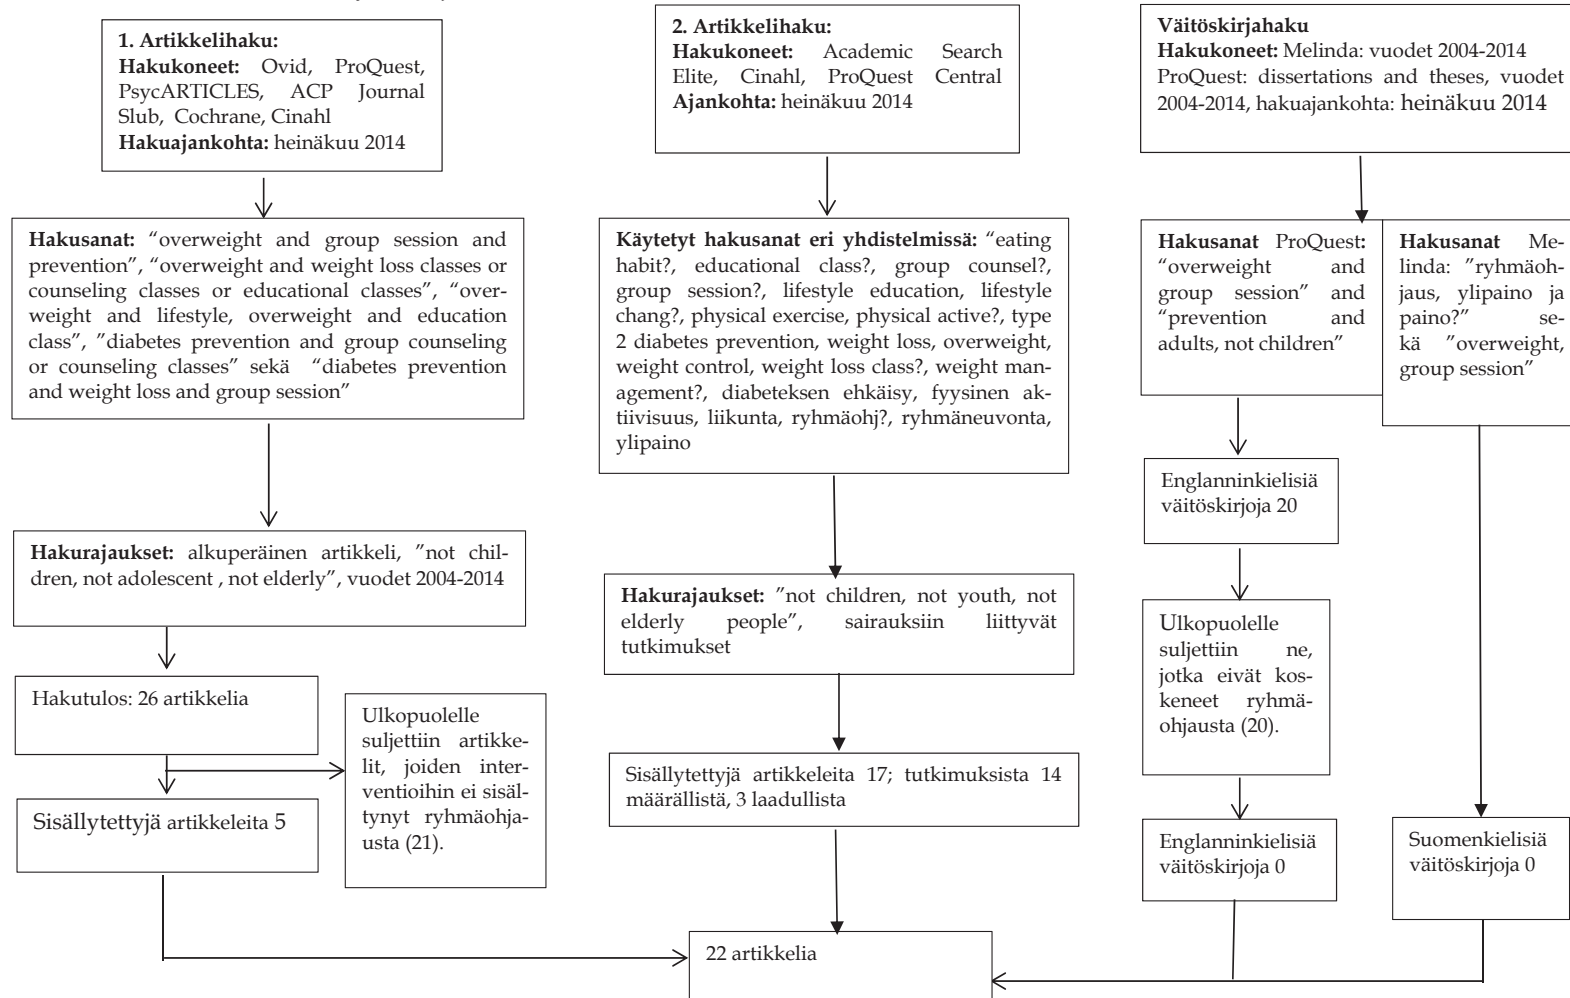 1. Artikkelihaku:
Hakukoneet: Ovid, ProQuest,
PsycARTICLES, ACP Journal
Slub, Cochrane, Cinahl
Hakuajankohta: heinäkuu 2014
Hakusanat: “overweight and group session and
prevention”, “overweight and weight loss classes or
counseling classes or educational classes”, “over-
weight and lifestyle, overweight and education
class”, ”diabetes prevention and group counseling
or counseling classes” sekä “diabetes prevention
and weight loss and group session”
Hakurajaukset: alkuperäinen artikkeli, ”not chil-
dren, not adolescent , not elderly”, vuodet 2004-2014
Hakutulos: 26 artikkelia
Ulkopuolelle
suljettiin artikke-
lit, joiden inter-
ventioihin ei sisäl-
tynyt ryhmäohja-
usta (21).
Sisällytettyjä artikkeleita 5
2. Artikkelihaku:
Hakukoneet: Academic Search
Elite, Cinahl, ProQuest Central
Ajankohta: heinäkuu 2014
Käytetyt hakusanat eri yhdistelmissä: “eating
habit?, educational class?, group counsel?,
group session?, lifestyle education, lifestyle
chang?, physical exercise, physical active?, type
2 diabetes prevention, weight loss, overweight,
weight control, weight loss class?, weight man-
agement?, diabeteksen ehkäisy, fyysinen ak-
tiivisuus, liikunta, ryhmäohj?, ryhmäneuvonta,
ylipaino
Hakurajaukset: ”not children, not youth, not
elderly people”, sairauksiin liittyvät
tutkimukset
Sisällytettyjä artikkeleita 17; tutkimuksista 14
määrällistä, 3 laadullista
Väitöskirjahaku
Hakukoneet: Melinda: vuodet 2004-2014
ProQuest: dissertations and theses, vuodet
2004-2014, hakuajankohta: heinäkuu 2014
Hakusanat ProQuest:
“overweight and
group session” and
“prevention and
adults, not children”
Englanninkielisiä
väitöskirjoja 20
Ulkopuolelle
suljettiin ne,
jotka eivät kos-
keneet ryhmä-
ohjausta (20).
Englanninkielisiä
väitöskirjoja 0
Hakusanat Me-
linda: ”ryhmäoh-
jaus, ylipaino ja
paino?” se-
kä ”overweight,
group session”
Suomenkielisiä
väitöskirjoja 0
22 artikkelia